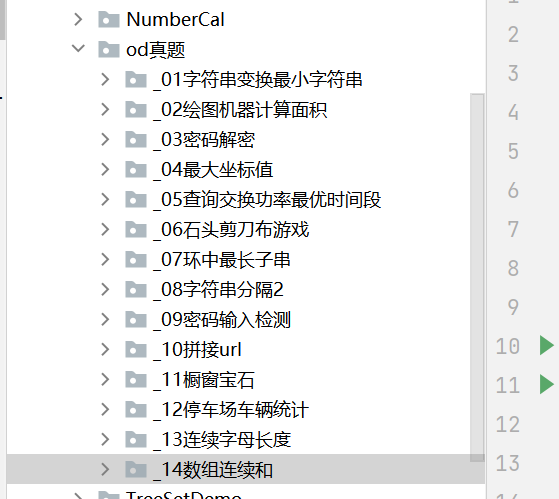 NumberCal
od真题
_01字符串变换最小字符串
_02绘图机器计算面积
_03密码解密
_04最大坐标值
_05查询交换功率最优时间段
_06石头剪刀布游戏
_07环中最长子串
_08字符串分隔2
_09密码输入检测
_10拼接url
_11橱窗宝石
_12停车场车辆统计
_13连续字母长度
_14数组连续和
TreeSetDemo
2
3
4
5
6
7
8
9
10
11
12
13